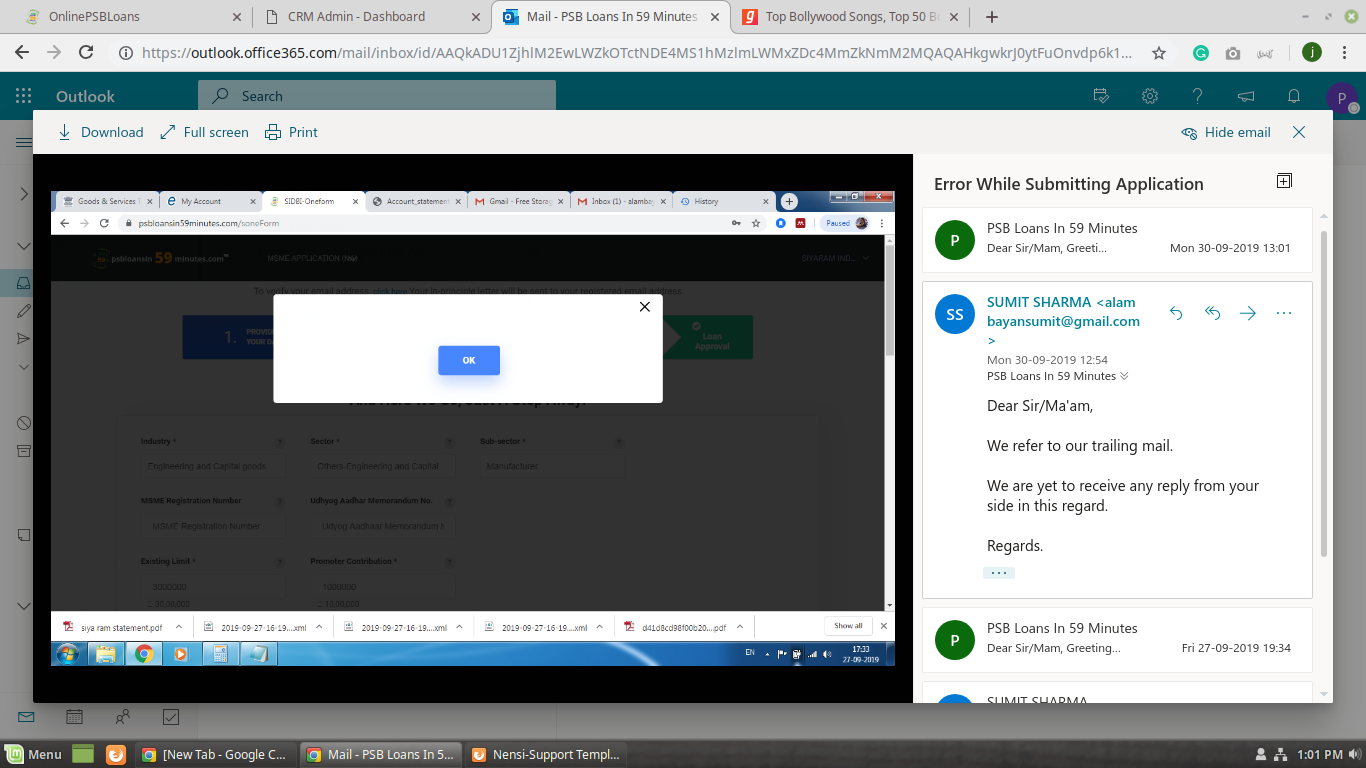 OnlinePSBLoans
CRM Admin - Dashboard
Mail - PSB Loans In 59 Minutes
Top Bollywood Songs, Top 50 B
https://outlook.office365.com/mail/inbox/id/AAQkADU1ZjhlM2EwLWZkOTctNDE4MS1hMzlmLWMxZDc4MmZkNmM2MQAQAHkgwkrJ0ytFuOnvdp6k1...
j
Outlook
Search
P
Download
Full screen
Print
Hide email
Goods & Services T
My Account
SIDBI-Oneform
Account_statement
Gmail - Free Storag
Inbox (1) - alambay
History
psbloansin59minutes.com/soneForm
Paused
psbloansin 59 minutes.com
MSME APPLICATION
SIYARAM IND...
To verify your email address, click here Your in-principle letter will be sent to your registered email address
1. PROVID
YOUR DA
Loan
Approval
OK
And Here We Go, Just A Step Away!
Industry *
Sector *
Sub-sector *
Engineering and Capital goods
Others-Engineering and Capital
Manufacturer
MSME Registration Number
Udhyog Aadhar Memorandum No.
MSME Registration Number
Udyog Aadhaar Memorandum N
Existing Limit *
Promoter Contribution *
3000000
1000000
30,00,000
10,00,000
siya ram statement.pdf
2019-09-27-16-19....xml
2019-09-27-16-19....xml
2019-09-27-16-19....xml
d41d8cd98f00b20....pdf
Show all
EN
17:33
27-09-2019
Error While Submitting Application
P
PSB Loans In 59 Minutes
Dear Sir/Mam, Greeti...
Mon 30-09-2019 13:01
SS
SUMIT SHARMA <alam
bayansumit@gmail.com
>
Mon 30-09-2019 12:54
PSB Loans In 59 Minutes
Dear Sir/Ma'am,
We refer to our trailing mail.
We are yet to receive any reply from your
side in this regard.
Regards.
...
P
PSB Loans In 59 Minutes
Dear Sir/Mam, Greeting...
Fri 27-09-2019 19:34
SUMIT SHARMA
Menu
[New Tab - Google C...
Mail - PSB Loans In 5...
Nensi-Support Templ...
1:01 PM